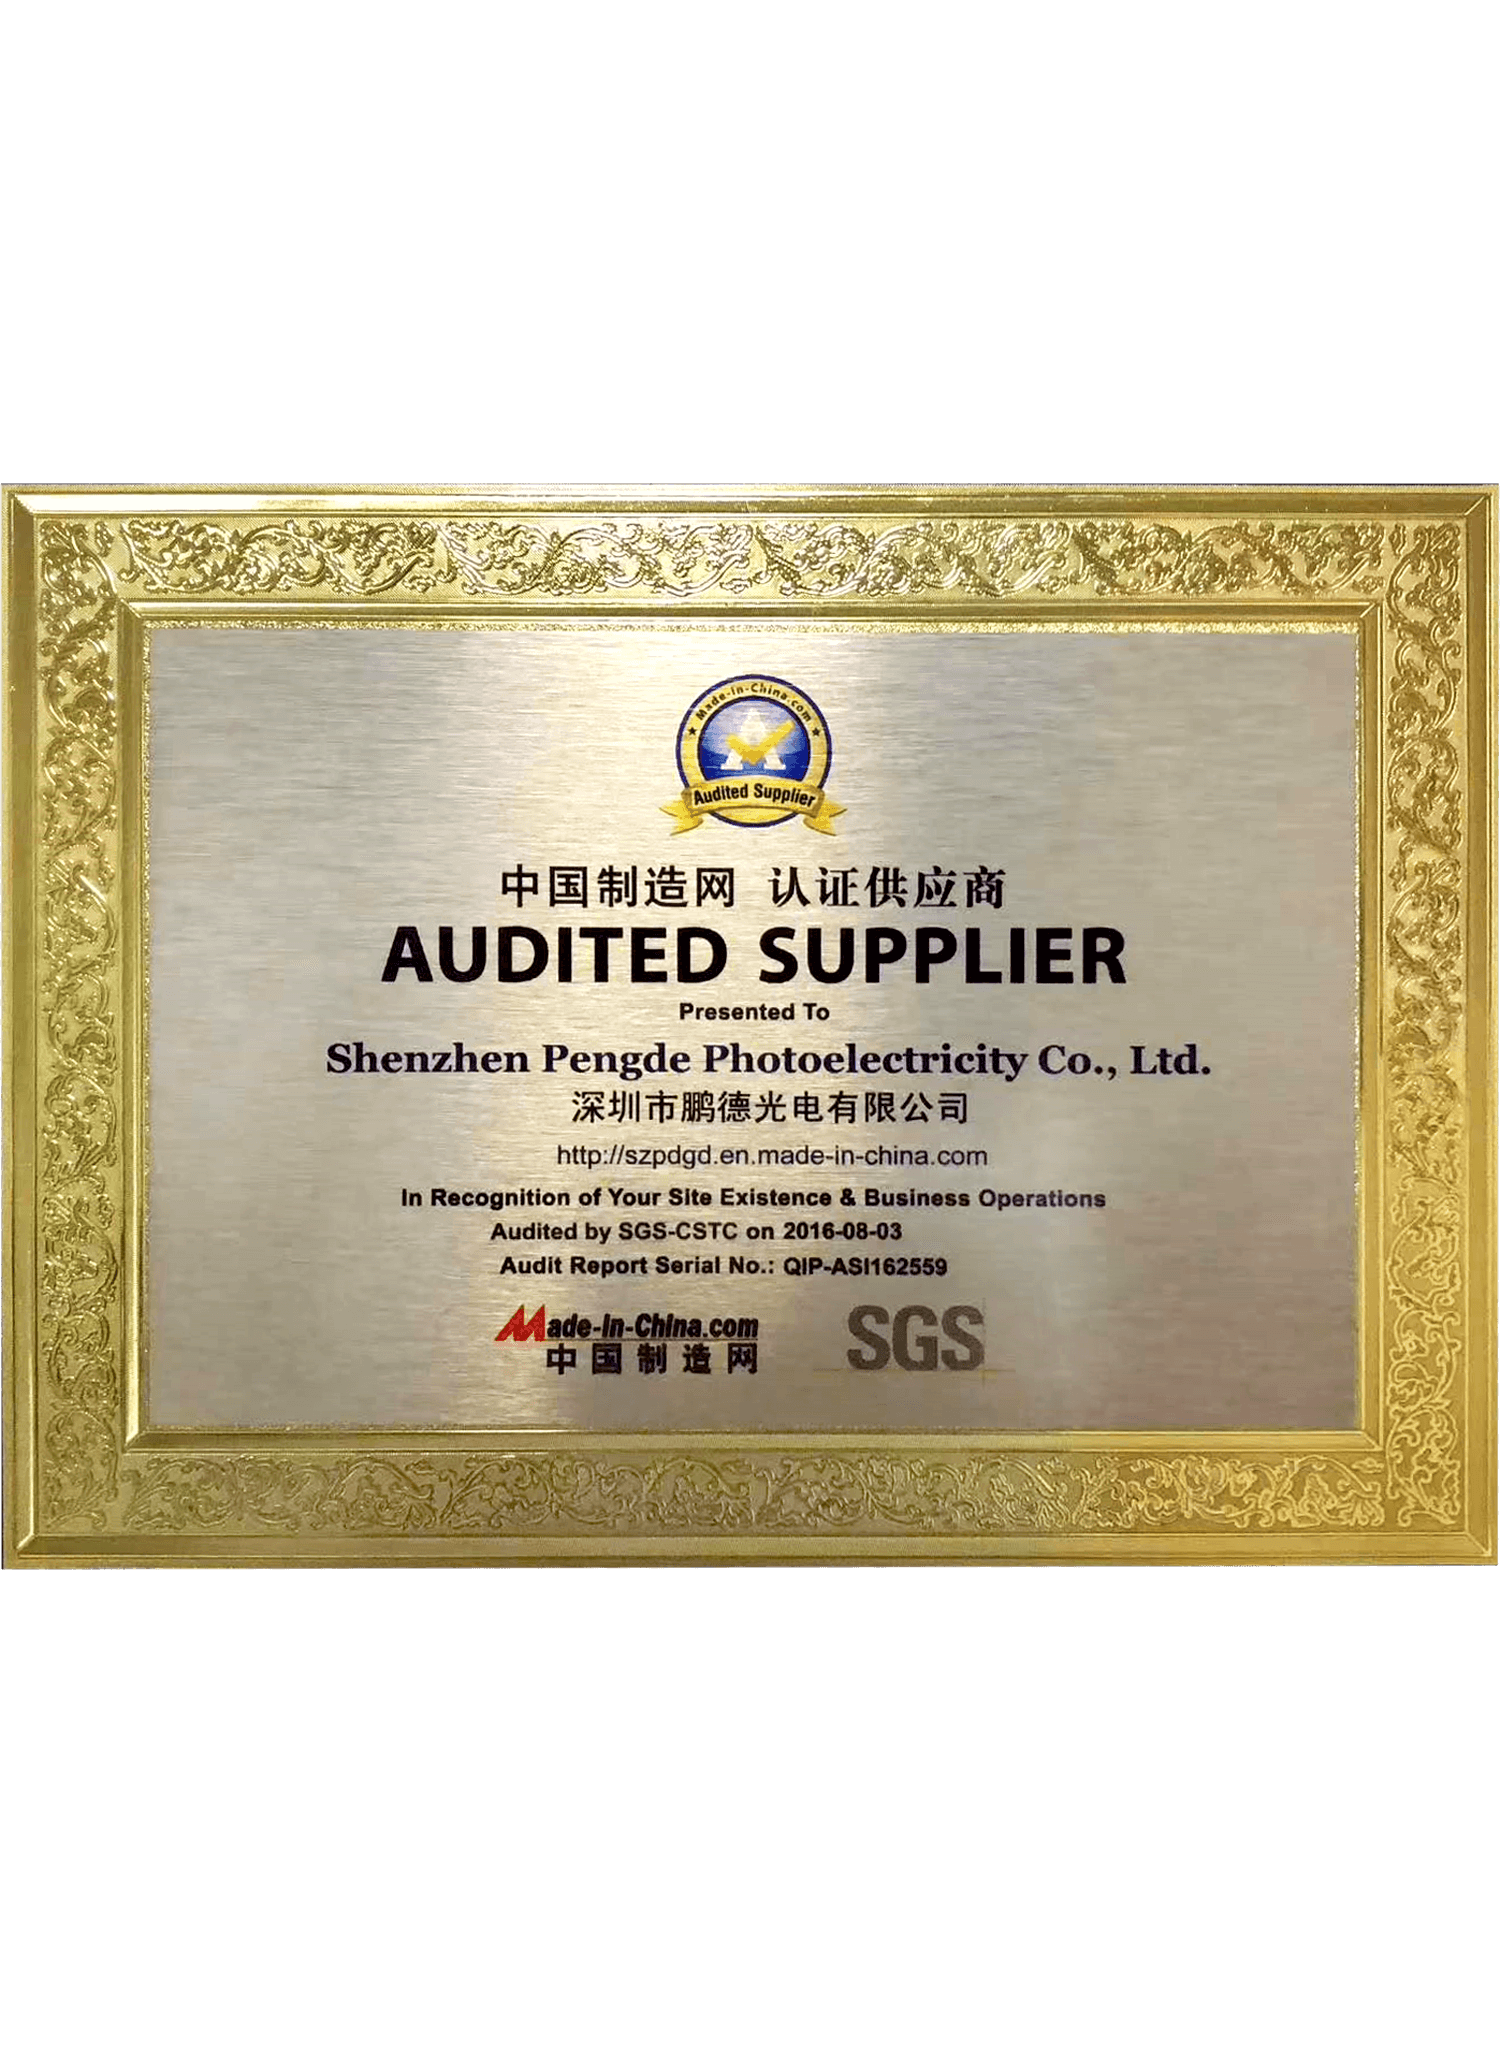 Made-in-China.com
Audited Supplier
中国制造网 认证供应商
AUDITED SUPPLIER
Presented To
Shenzhen Pengde Photoelectricity Co., Ltd.
深圳市鹏德光电有限公司
http://szpdgd.en.made-in-china.com
In Recognition of Your Site Existence & Business Operations
Audited by SGS-CSTC on 2016-08-03
Audit Report Serial No.: QIP-ASI162559
Made-in-China.com
中国制造网
SGS